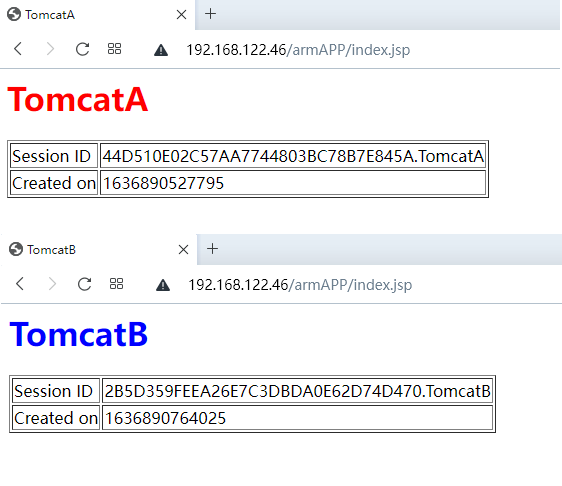 TomcatA
192.168.122.46/armAPP/index.jsp
TomcatA
Session ID 44D510E02C57AA7744803BC78B7E845A.TomcatA
Created on 1636890527795
TomcatB
192.168.122.46/armAPP/index.jsp
TomcatB
Session ID 2B5D359FEEA26E7C3DBDA0E62D74D470.TomcatB
Created on 1636890764025